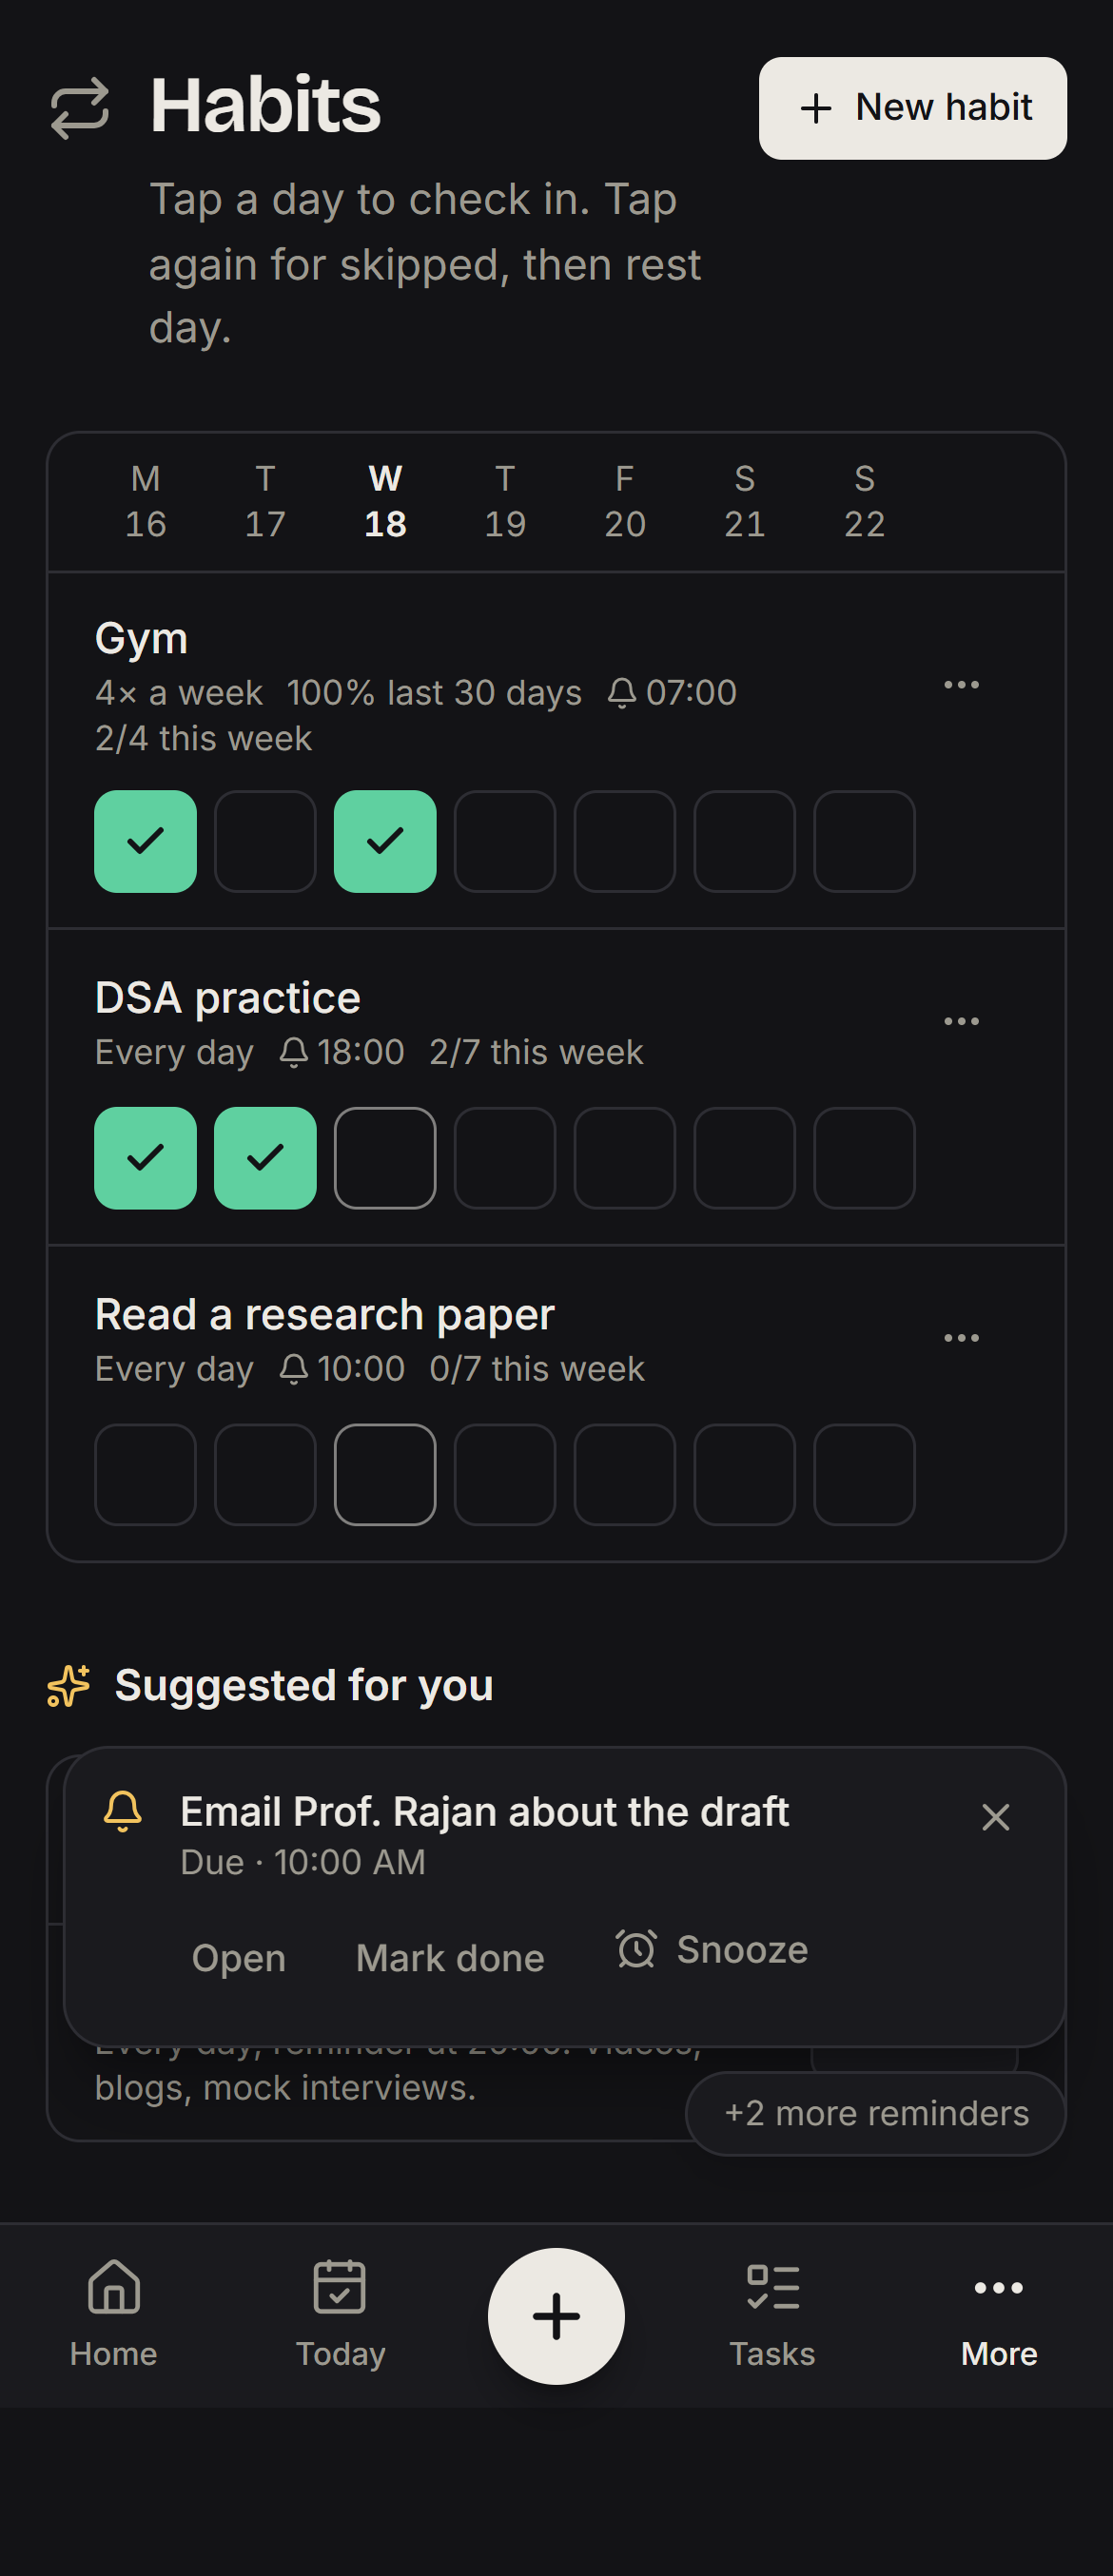 Habits
New habit
Tap a day to check in. Tap
again for skipped, then rest
day.
M T W T F S S
16 17 18 19 20 21 22
Gym
4× a week 100% last 30 days 07:00
2/4 this week
DSA practice
Every day 18:00 2/7 this week
Read a research paper
Every day 10:00 0/7 this week
Suggested for you
Email Prof. Rajan about the draft
Due · 10:00 AM
Open Mark done Snooze
Every day, reminder at
blogs, mock interviews.
+2 more reminders
Home Today Tasks More